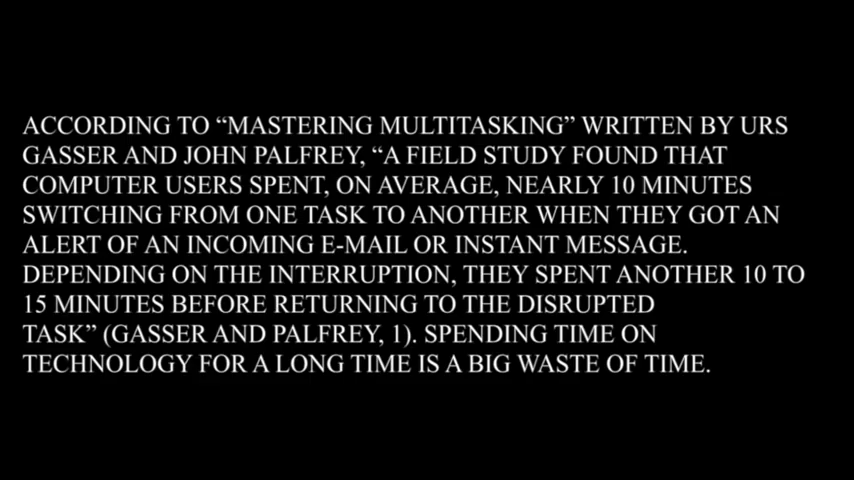 ACCORDING TO “MASTERING MULTITASKING” WRITTEN BY URS
GASSER AND JOHN PALFREY, “A FIELD STUDY FOUND THAT
COMPUTER USERS SPENT, ON AVERAGE, NEARLY 10 MINUTES
SWITCHING FROM ONE TASK TO ANOTHER WHEN THEY GOT AN
ALERT OF AN INCOMING E-MAIL OR INSTANT MESSAGE.
DEPENDING ON THE INTERRUPTION, THEY SPENT ANOTHER 10 TO
15 MINUTES BEFORE RETURNING TO THE DISRUPTED
TASK” (GASSER AND PALFREY, 1). SPENDING TIME ON
TECHNOLOGY FOR A LONG TIME IS A BIG WASTE OF TIME.